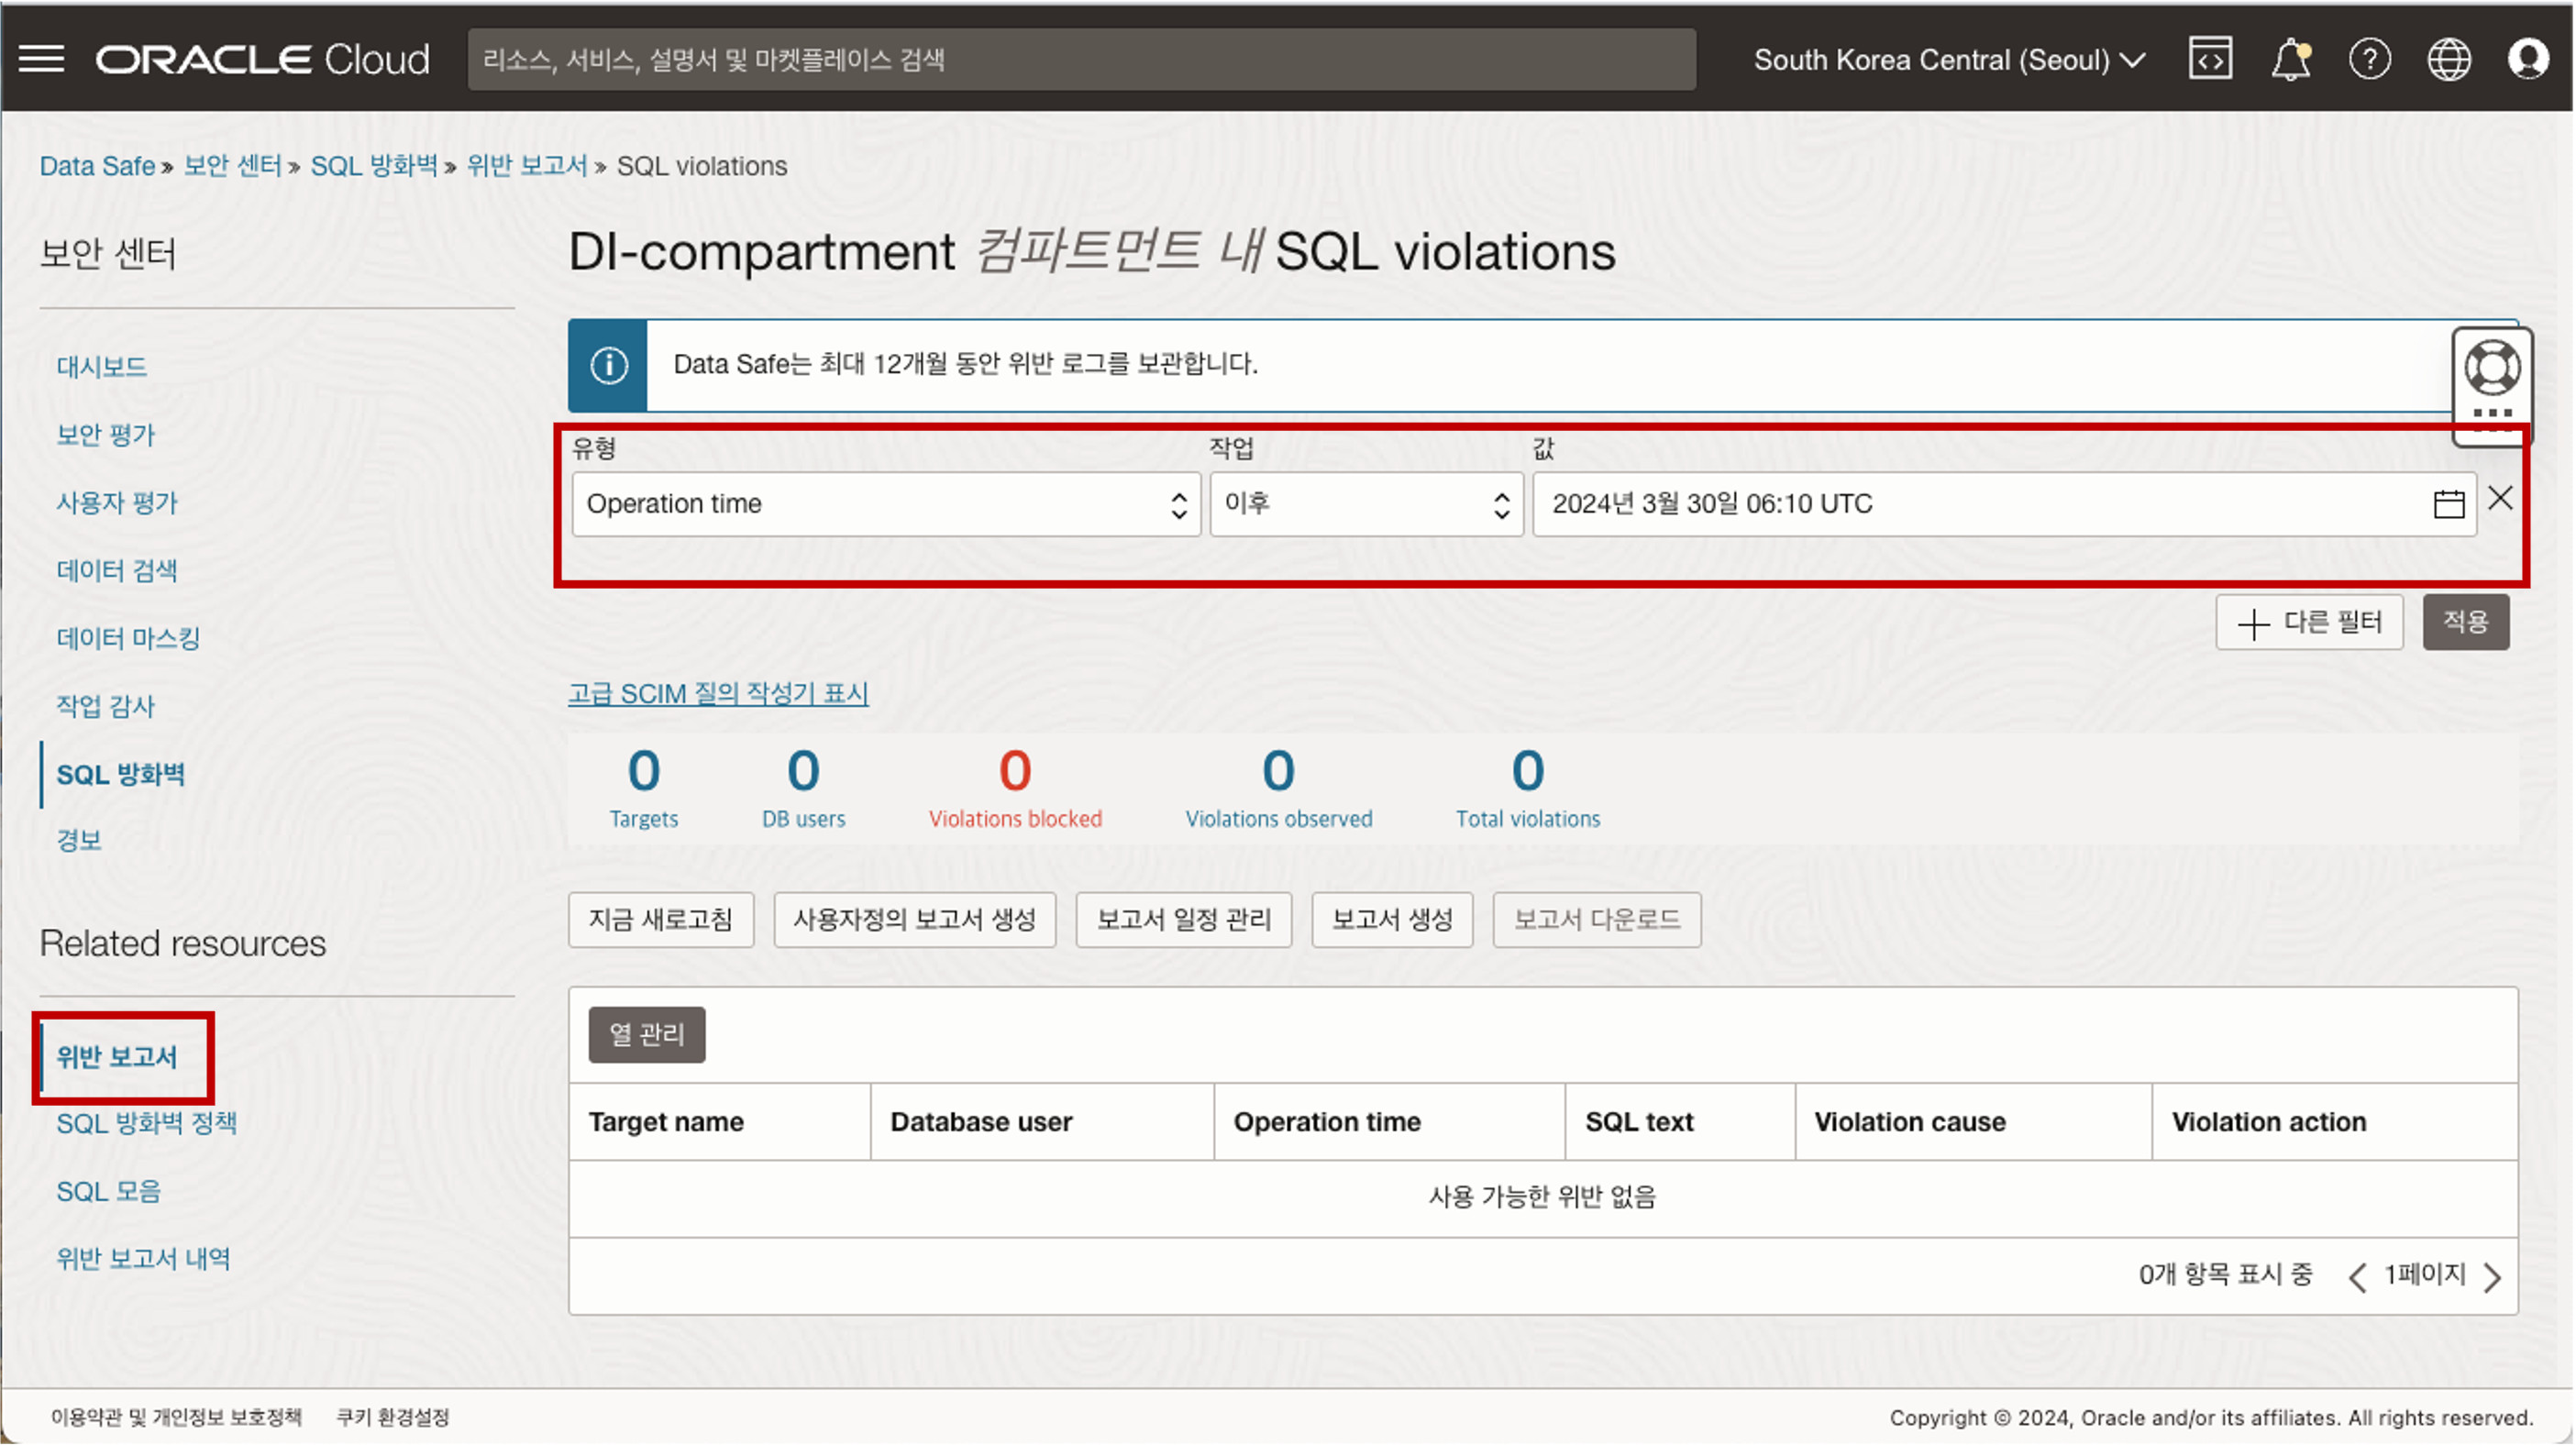 ORACLE Cloud
리소스, 서비스, 설명서 및 마켓플레이스 검색
South Korea Central (Seoul)
Data Safe » 보안 센터 » SQL 방화벽 » 위반 보고서 » SQL violations
보안 센터
대시보드
보안 평가
사용자 평가
데이터 검색
데이터 마스킹
작업 감사
SQL 방화벽
경보
Related resources
위반 보고서
SQL 방화벽 정책
SQL 모음
위반 보고서 내역
DI-compartment 컴파트먼트 내 SQL violations
Data Safe는 최대 12개월 동안 위반 로그를 보관합니다.
유형 작업 값
Operation time 이후 2024년 3월 30일 06:10 UTC
다른 필터 적용
고급 SCIM 질의 작성기 표시
0 0 0 0 0
Targets DB users Violations blocked Violations observed Total violations
지금 새로고침 사용자정의 보고서 생성 보고서 일정 관리 보고서 생성 보고서 다운로드
열 관리
Target name Database user Operation time SQL text Violation cause Violation action
사용 가능한 위반 없음
0개 항목 표시 중 1페이지
이용약관 및 개인정보 보호정책 쿠키 환경설정 Copyright © 2024, Oracle and/or its affiliates. All rights reserved.